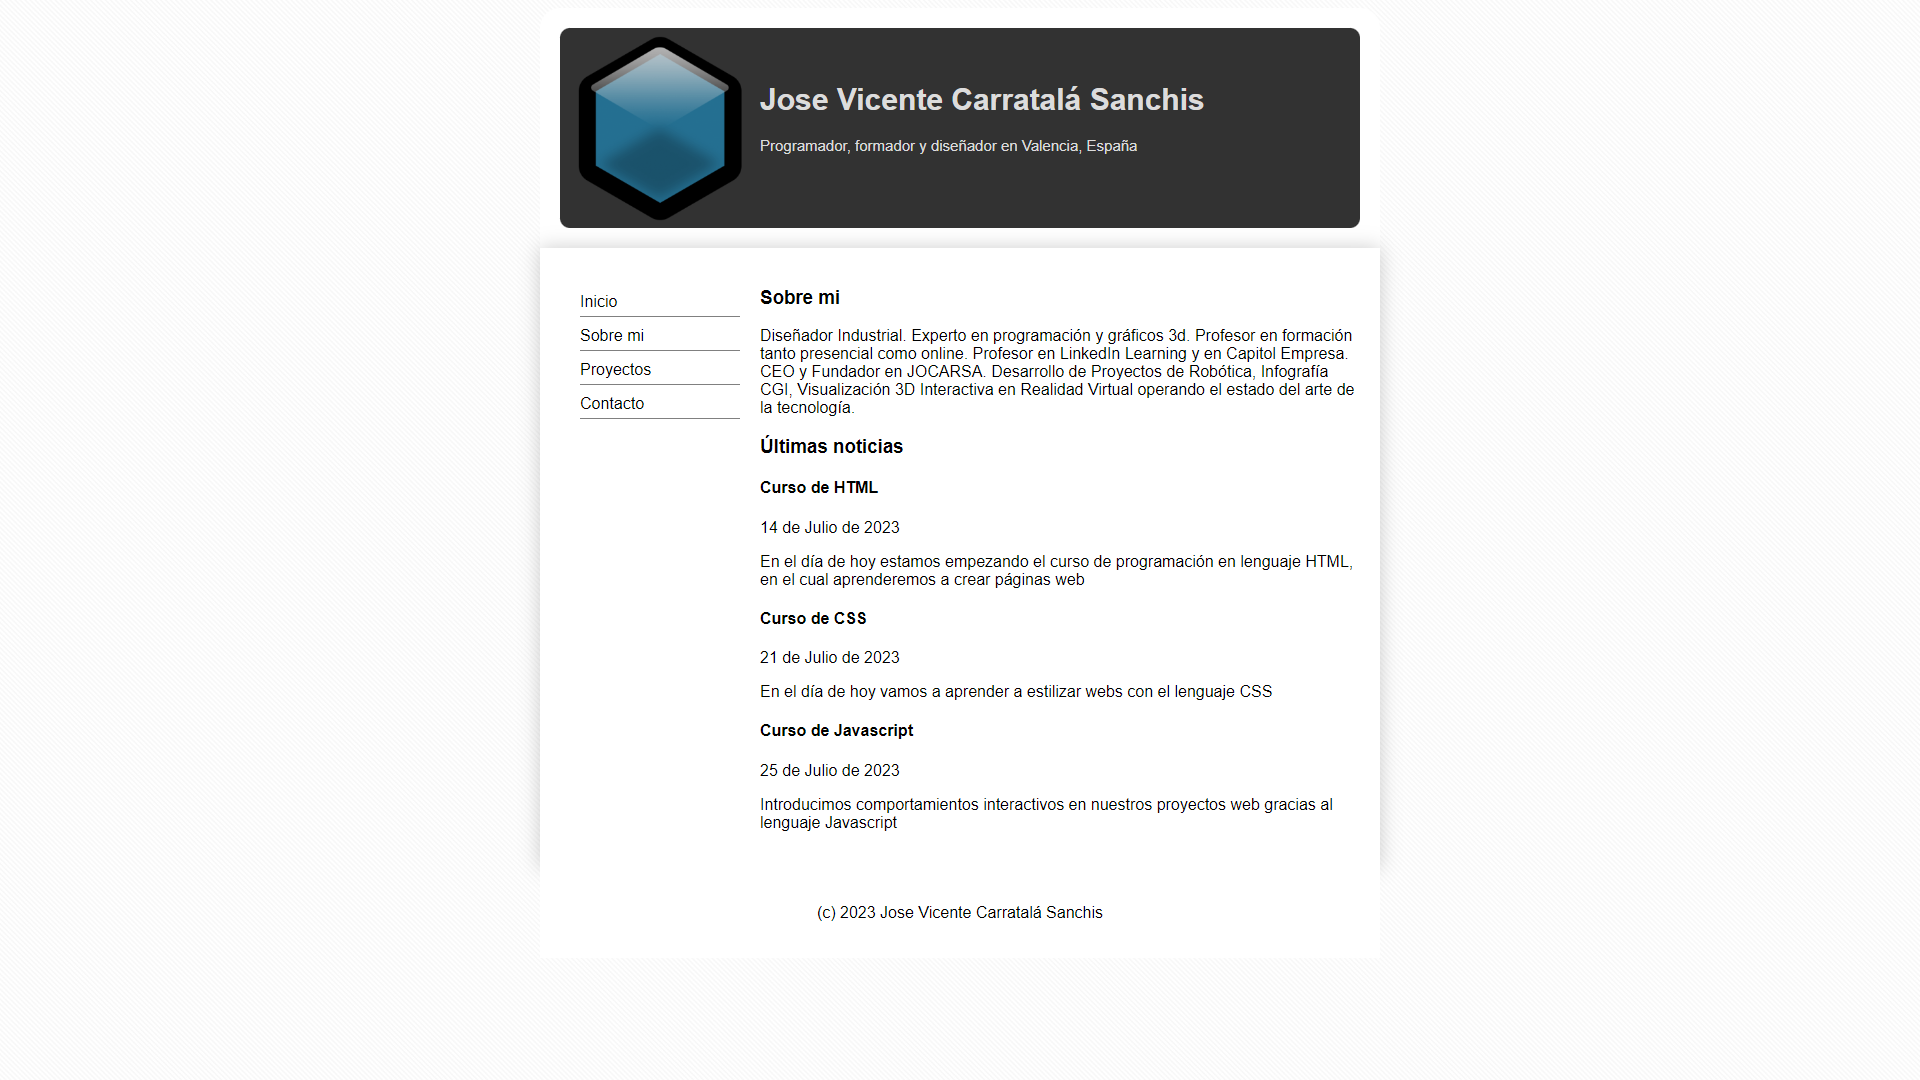 Jose Vicente Carratalá Sanchis
Programador, formador y diseñador en Valencia, España
Inicio
Sobre mi
Proyectos
Contacto
Sobre mi
Diseñador Industrial. Experto en programación y gráficos 3d. Profesor en formación
tanto presencial como online. Profesor en LinkedIn Learning y en Capitol Empresa.
CEO y Fundador en JOCARSA. Desarrollo de Proyectos de Robótica, Infografía
CGI, Visualización 3D Interactiva en Realidad Virtual operando el estado del arte de
la tecnología.
Últimas noticias
Curso de HTML
14 de Julio de 2023
En el día de hoy estamos empezando el curso de programación en lenguaje HTML,
en el cual aprenderemos a crear páginas web
Curso de CSS
21 de Julio de 2023
En el día de hoy vamos a aprender a estilizar webs con el lenguaje CSS
Curso de Javascript
25 de Julio de 2023
Introducimos comportamientos interactivos en nuestros proyectos web gracias al
lenguaje Javascript
(c) 2023 Jose Vicente Carratalá Sanchis